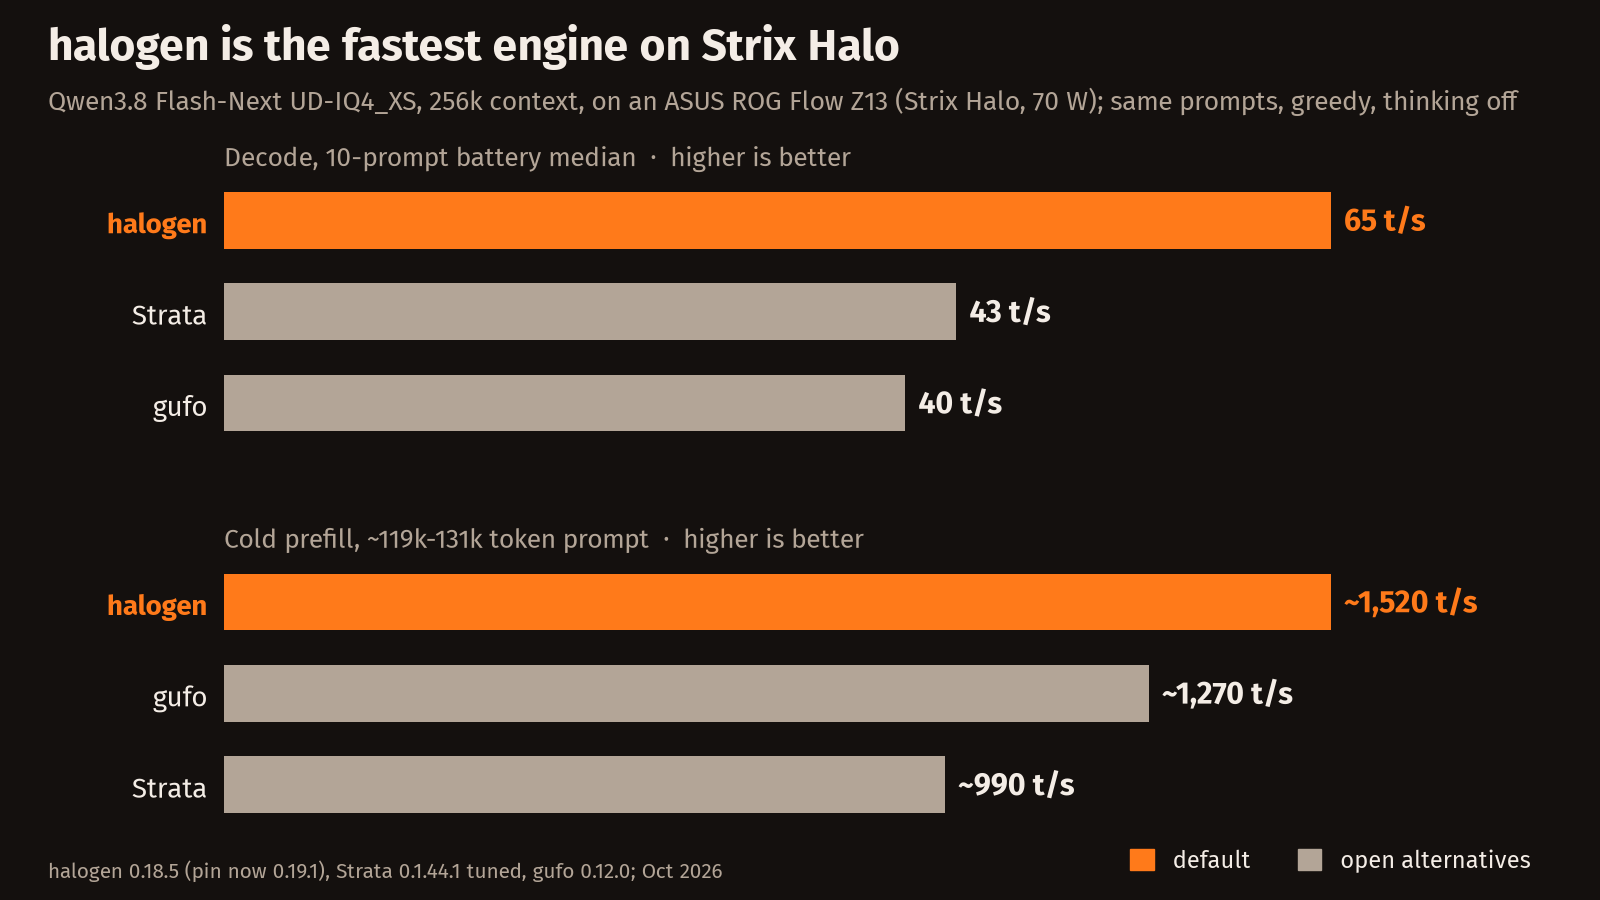 halogen is the fastest engine on Strix Halo
Qwen3.8 Flash-Next UD-IQ4_XS, 256k context, on an ASUS ROG Flow Z13 (Strix Halo, 70 W); same prompts, greedy, thinking off
Decode, 10-prompt battery median · higher is better
halogen 65 t/s
Strata 43 t/s
gufo 40 t/s
Cold prefill, ~119k-131k token prompt · higher is better
halogen ~1,520 t/s
gufo ~1,270 t/s
Strata ~990 t/s
halogen 0.18.5 (pin now 0.19.1), Strata 0.1.44.1 tuned, gufo 0.12.0; Oct 2026
default open alternatives